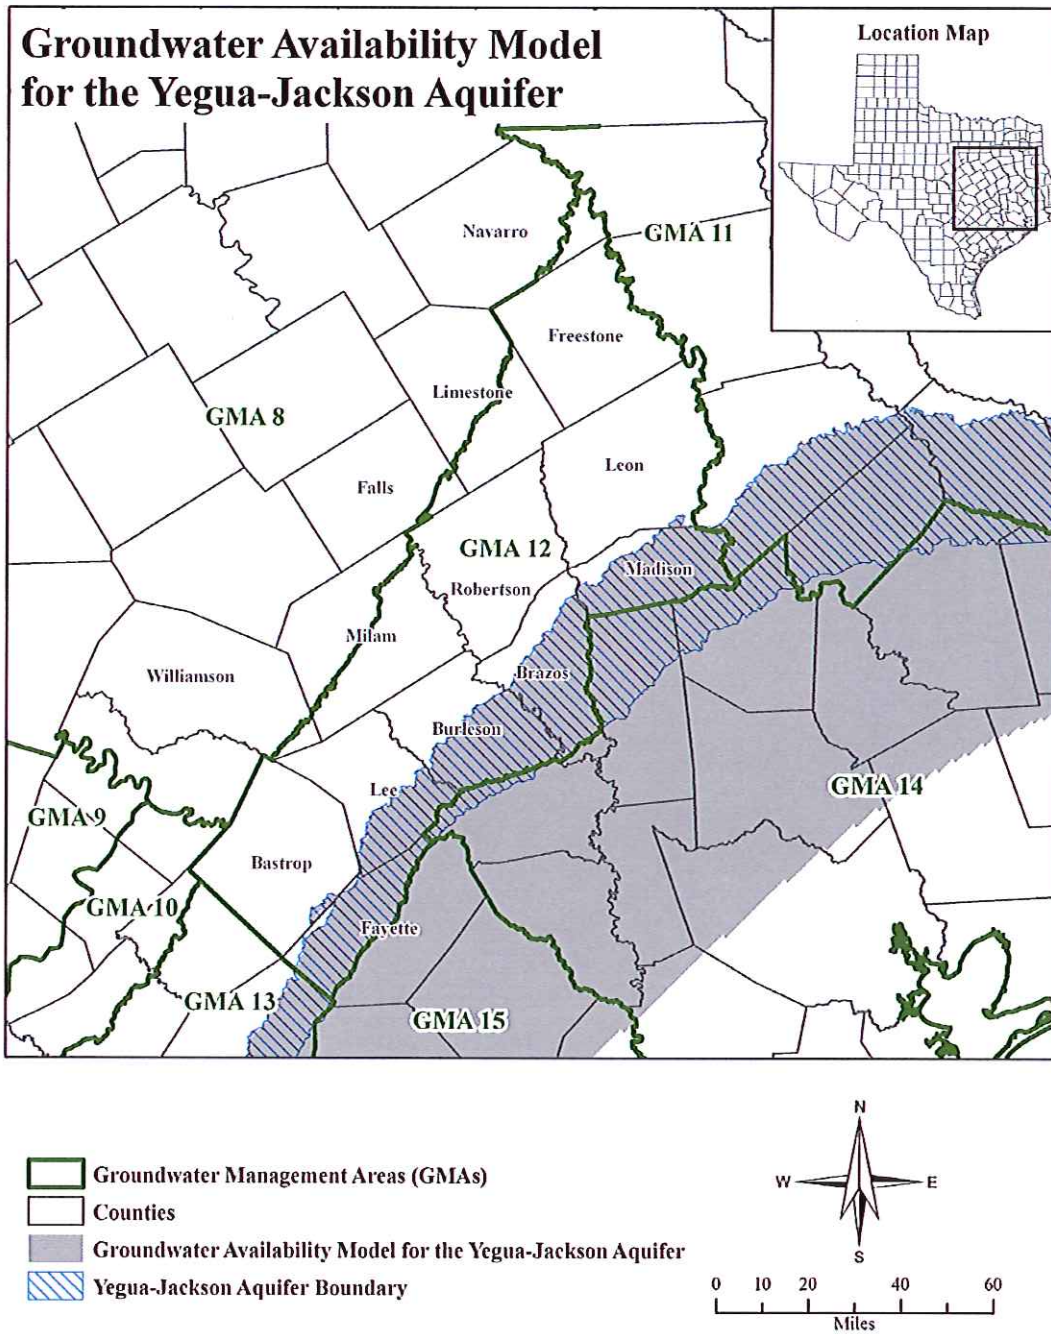 Groundwater Availability Model
for the Yegua-Jackson Aquifer
Location Map
Navarro
GMA 11
Freestone
Limestone
GMA 8
Leon
Falls
GMA 12
Madison
Robertson
Milam
Williamson
Brazos
Burleson
Lee
GMA 14
GMA 9
Bastrop
GMA 10
Fayette
GMA 13
GMA 15
N
W E
S
Groundwater Management Areas (GMAs)
Counties
Groundwater Availability Model for the Yegua-Jackson Aquifer
Yegua-Jackson Aquifer Boundary
0 10 20 40 60
Miles